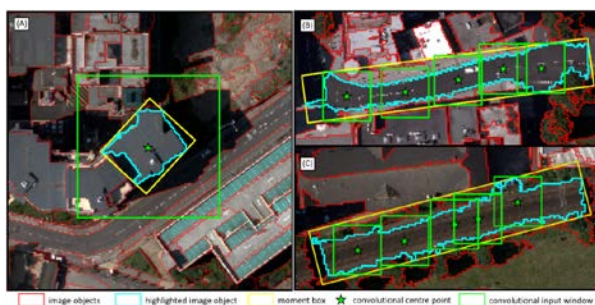 (A)
(B)
(C)
image objects
highlighted image object
moment box
convolutional centre point
convolutional input window